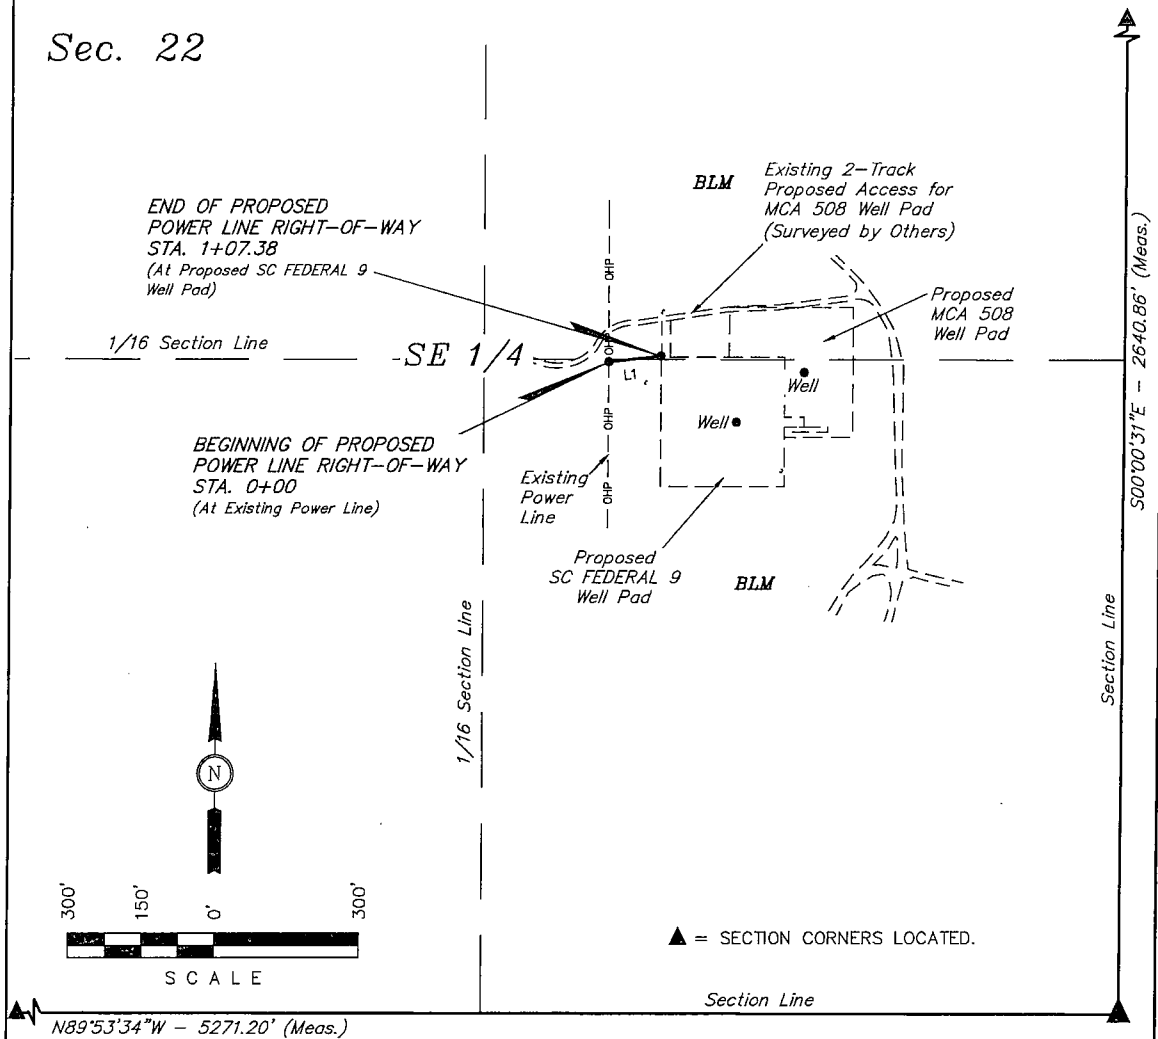 Sec. 22
BLM
Existing 2-Track
Proposed Access for
MCA 508 Well Pad
(Surveyed by Others)
END OF PROPOSED
POWER LINE RIGHT-OF-WAY
STA. 1+07.38
(At Proposed SC FEDERAL 9
Well Pad)
OHP
Proposed
MCA 508
Well Pad
S00°00'31"E - 2640.86' (Meas.)
1/16 Section Line
SE 1/4
OHP
L1
Well
OHP
Well
BEGINNING OF PROPOSED
POWER LINE RIGHT-OF-WAY
STA. 0+00
(At Existing Power Line)
Existing
Power
Line
OHP
Proposed
SC FEDERAL 9
Well Pad
BLM
1/16 Section Line
Section Line
N
300'
150'
0'
300'
SCALE
= SECTION CORNERS LOCATED.
Section Line
N89°53'34"W - 5271.20' (Meas.)